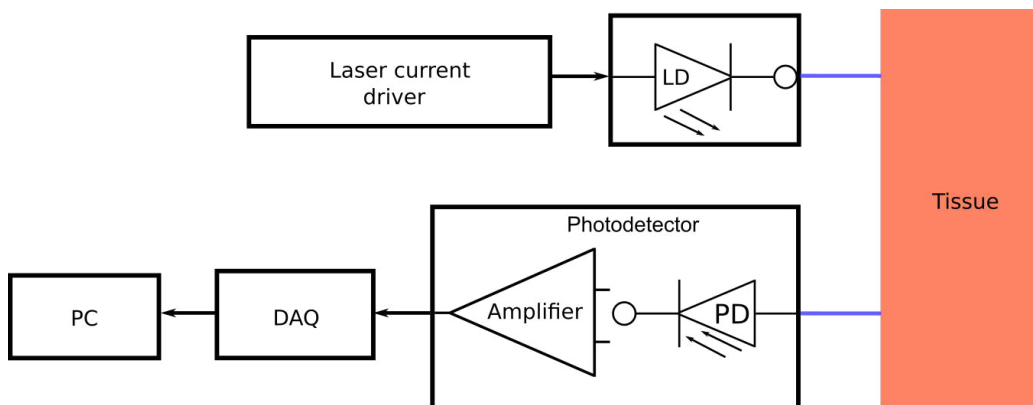 Laser current
driver
LD
Tissue
Photodetector
Amplifier
PD
DAQ
PC